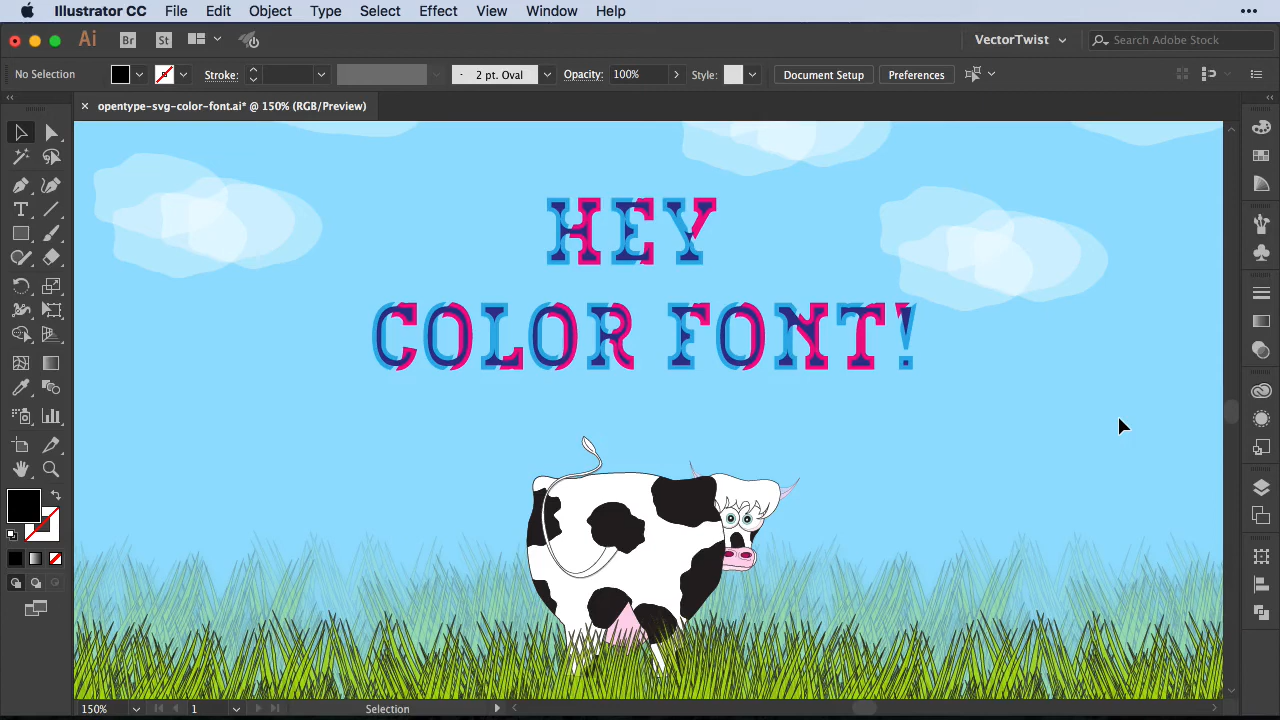 Illustrator CC File Edit Object Type Select Effect View Window Help
Ai Br St VectorTwist Search Adobe Stock
No Selection Stroke: 2 pt. Oval Opacity: 100% Style: Document Setup Preferences
opentype-svg-color-font.ai* @ 150% (RGB/Preview)
HEY
COLOR FONT!
150% 1 Selection